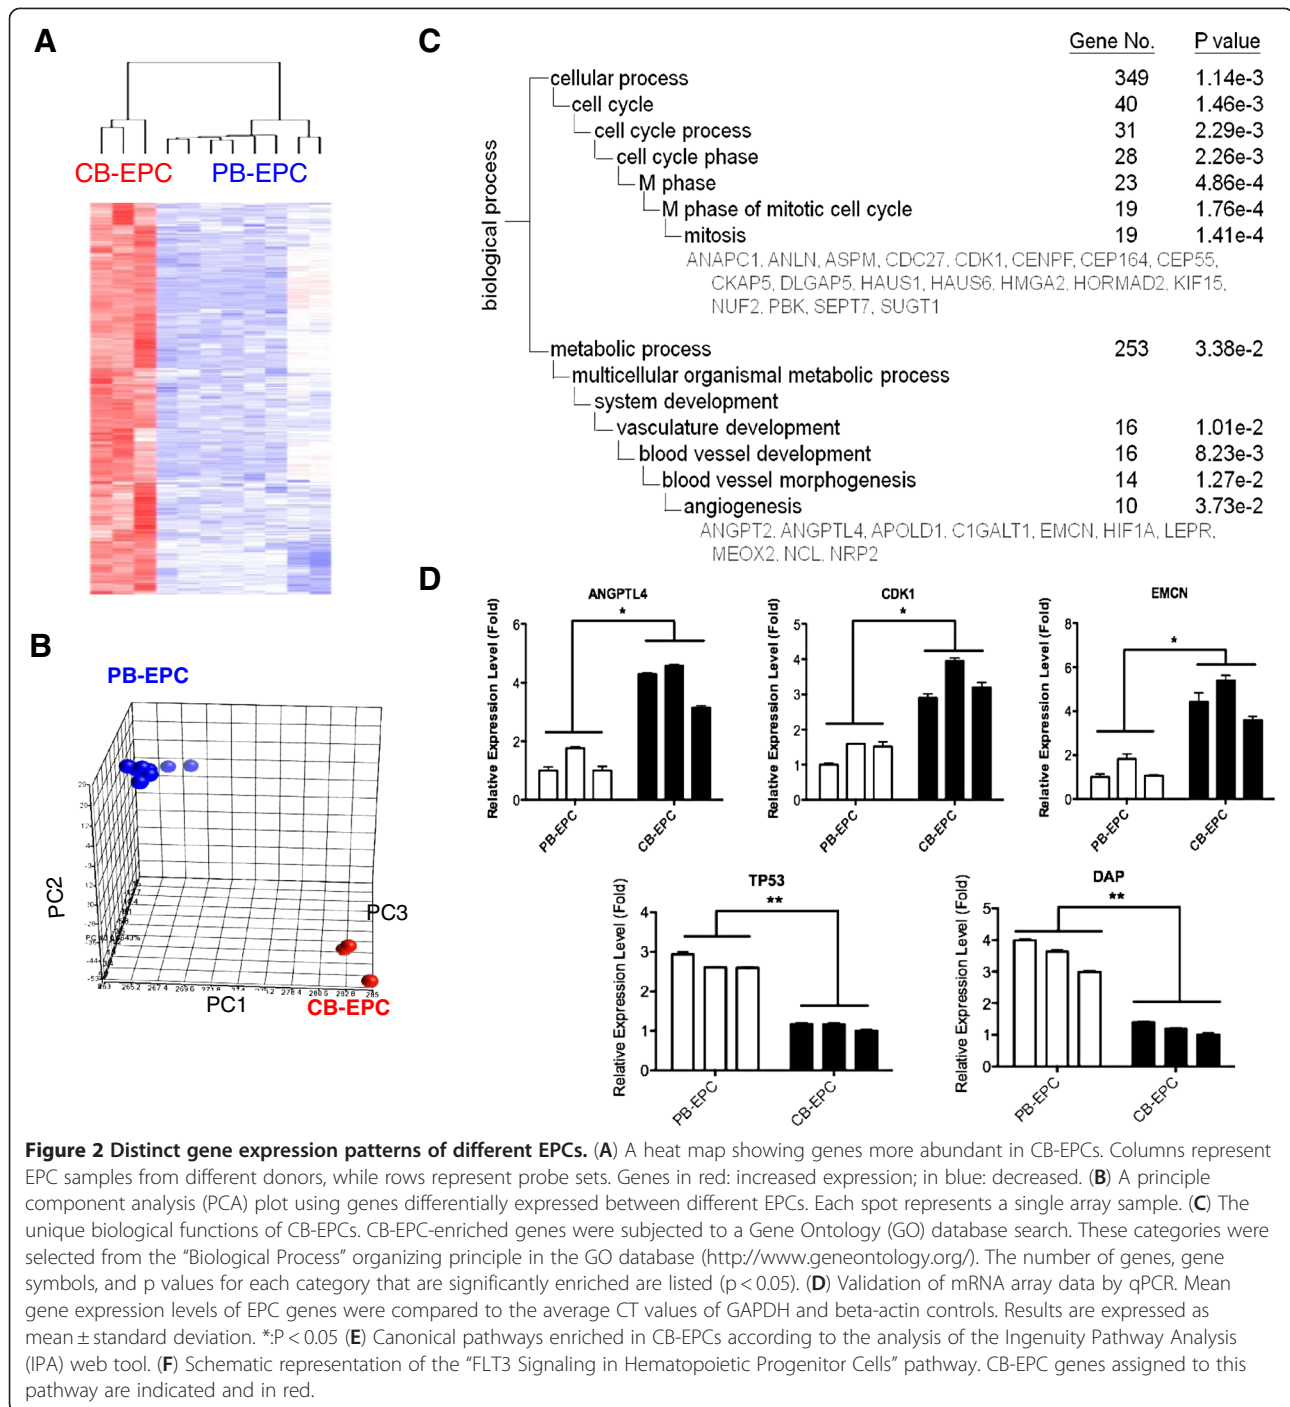 A
CB-EPC PB-EPC
B
PB-EPC
PC2
29
20
12
PC3
263 265.2 267.4 269.6 271.8 278.4 280.6 282.8 285
PC1
CB-EPC
C
Gene No. P value
biological process
cellular process 349 1.14e-3
cell cycle 40 1.46e-3
cell cycle process 31 2.29e-3
cell cycle phase 28 2.26e-3
M phase 23 4.86e-4
M phase of mitotic cell cycle 19 1.76e-4
mitosis 19 1.41e-4
ANAPC1, ANLN, ASPM, CDC27, CDK1, CENPF, CEP164, CEP55,
CKAP5, DLGAP5, HAUS1, HAUS6, HMGA2, HORMAD2, KIF15,
NUF2, PBK, SEPT7, SUGT1
metabolic process 253 3.38e-2
multicellular organismal metabolic process
system development
vasculature development 16 1.01e-2
blood vessel development 16 8.23e-3
blood vessel morphogenesis 14 1.27e-2
angiogenesis 10 3.73e-2
ANGPT2, ANGPTL4, APOLD1, C1GALT1, EMCN, HIF1A, LEPR,
MEOX2, NCL, NRP2
D
ANGPTL4
Relative Expression Level (Fold)
6
4
2
0
*
PB-EPC CB-EPC
CDK1
Relative Expression Level (Fold)
5
4
3
2
1
0
*
PB-EPC CB-EPC
EMCN
Relative Expression Level (Fold)
8
6
4
2
0
*
PB-EPC CB-EPC
TP53
Relative Expression Level (Fold)
4
3
2
1
0
**
PB-EPC CB-EPC
DAP
Relative Expression Level (Fold)
5
4
3
2
1
0
**
PB-EPC CB-EPC
Figure 2 Distinct gene expression patterns of different EPCs. (A) A heat map showing genes more abundant in CB-EPCs. Columns represent
EPC samples from different donors, while rows represent probe sets. Genes in red: increased expression; in blue: decreased. (B) A principle
component analysis (PCA) plot using genes differentially expressed between different EPCs. Each spot represents a single array sample. (C) The
unique biological functions of CB-EPCs. CB-EPC-enriched genes were subjected to a Gene Ontology (GO) database search. These categories were
selected from the “Biological Process” organizing principle in the GO database (http://www.geneontology.org/). The number of genes, gene
symbols, and p values for each category that are significantly enriched are listed (p < 0.05). (D) Validation of mRNA array data by qPCR. Mean
gene expression levels of EPC genes were compared to the average CT values of GAPDH and beta-actin controls. Results are expressed as
mean ± standard deviation. *:P < 0.05 (E) Canonical pathways enriched in CB-EPCs according to the analysis of the Ingenuity Pathway Analysis
(IPA) web tool. (F) Schematic representation of the “FLT3 Signaling in Hematopoietic Progenitor Cells” pathway. CB-EPC genes assigned to this
pathway are indicated and in red.